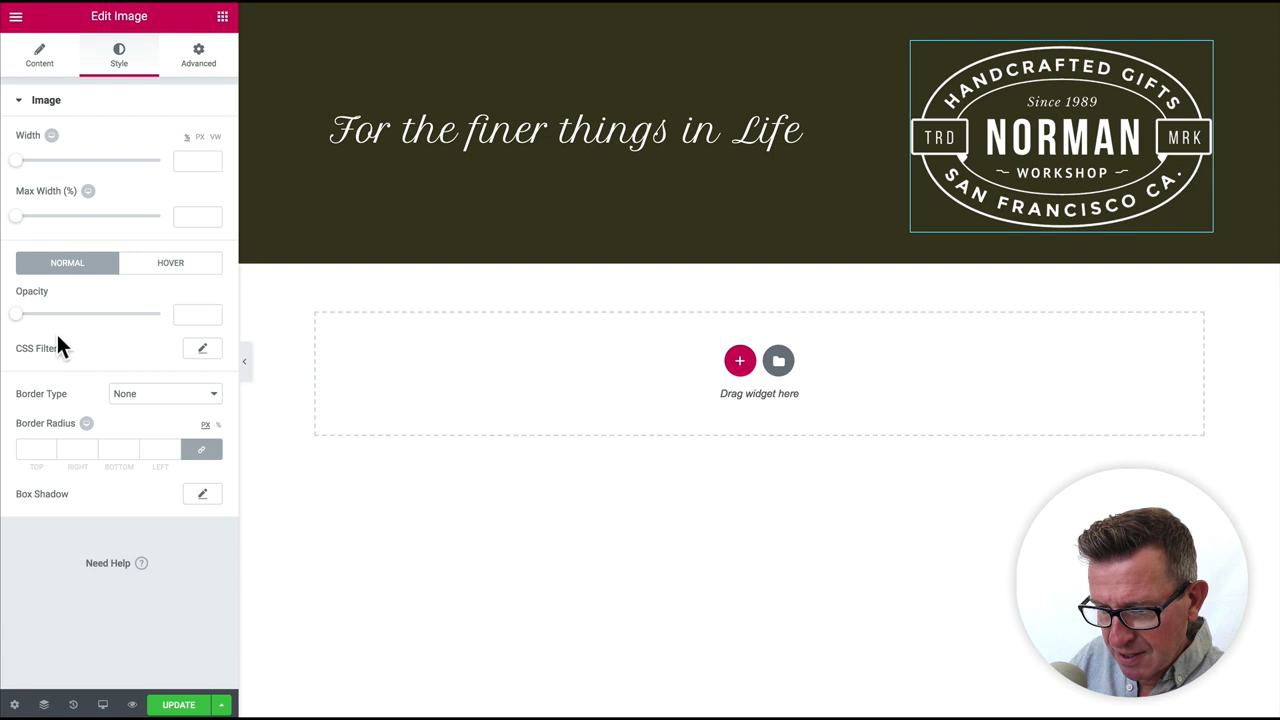 Edit Image
Content
Style
Advanced
Image
Width
% PX VW
Max Width (%)
NORMAL
HOVER
Opacity
CSS Filter
Border Type
None
Border Radius
PX %
TOP RIGHT BOTTOM LEFT
Box Shadow
Need Help ?
UPDATE
For the finer things in Life
HANDCRAFTED GIFTS
Since 1989
TRD NORMAN MRK
WORKSHOP
SAN FRANCISCO CA.
Drag widget here